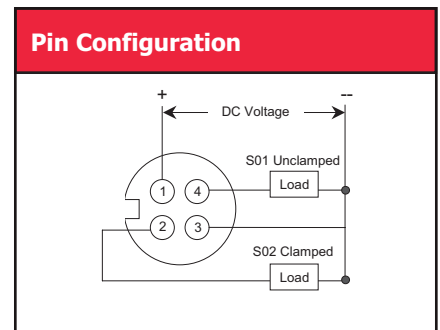 Pin Configuration
+ --
DC Voltage
S01 Unclamped
Load
1 4
2 3
S02 Clamped
Load